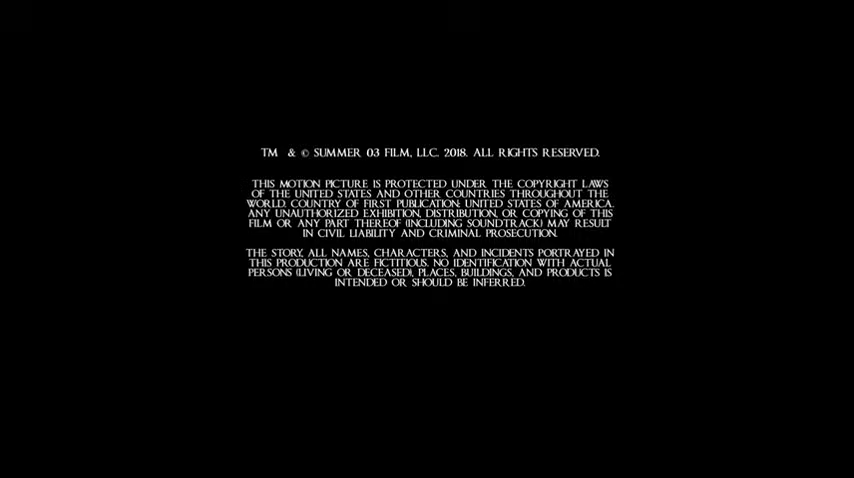 TM & © SUMMER 03 FILM, LLC. 2018. ALL RIGHTS RESERVED.
THIS MOTION PICTURE IS PROTECTED UNDER THE COPYRIGHT LAWS
OF THE UNITED STATES AND OTHER COUNTRIES THROUGHOUT THE
WORLD. COUNTRY OF FIRST PUBLICATION: UNITED STATES OF AMERICA.
ANY UNAUTHORIZED EXHIBITION, DISTRIBUTION, OR COPYING OF THIS
FILM OR ANY PART THEREOF (INCLUDING SOUNDTRACK) MAY RESULT
IN CIVIL LIABILITY AND CRIMINAL PROSECUTION.
THE STORY, ALL NAMES, CHARACTERS, AND INCIDENTS PORTRAYED IN
THIS PRODUCTION ARE FICTITIOUS. NO IDENTIFICATION WITH ACTUAL
PERSONS (LIVING OR DECEASED), PLACES, BUILDINGS, AND PRODUCTS IS
INTENDED OR SHOULD BE INFERRED.